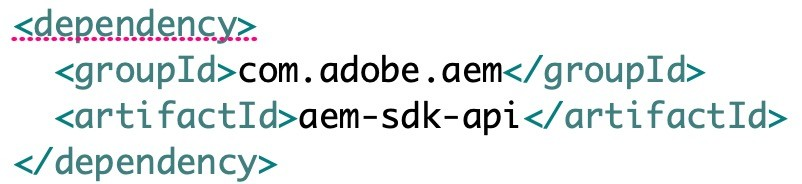 <dependency>
  <groupId>com.adobe.aem</groupId>
  <artifactId>aem-sdk-api</artifactId>
</dependency>